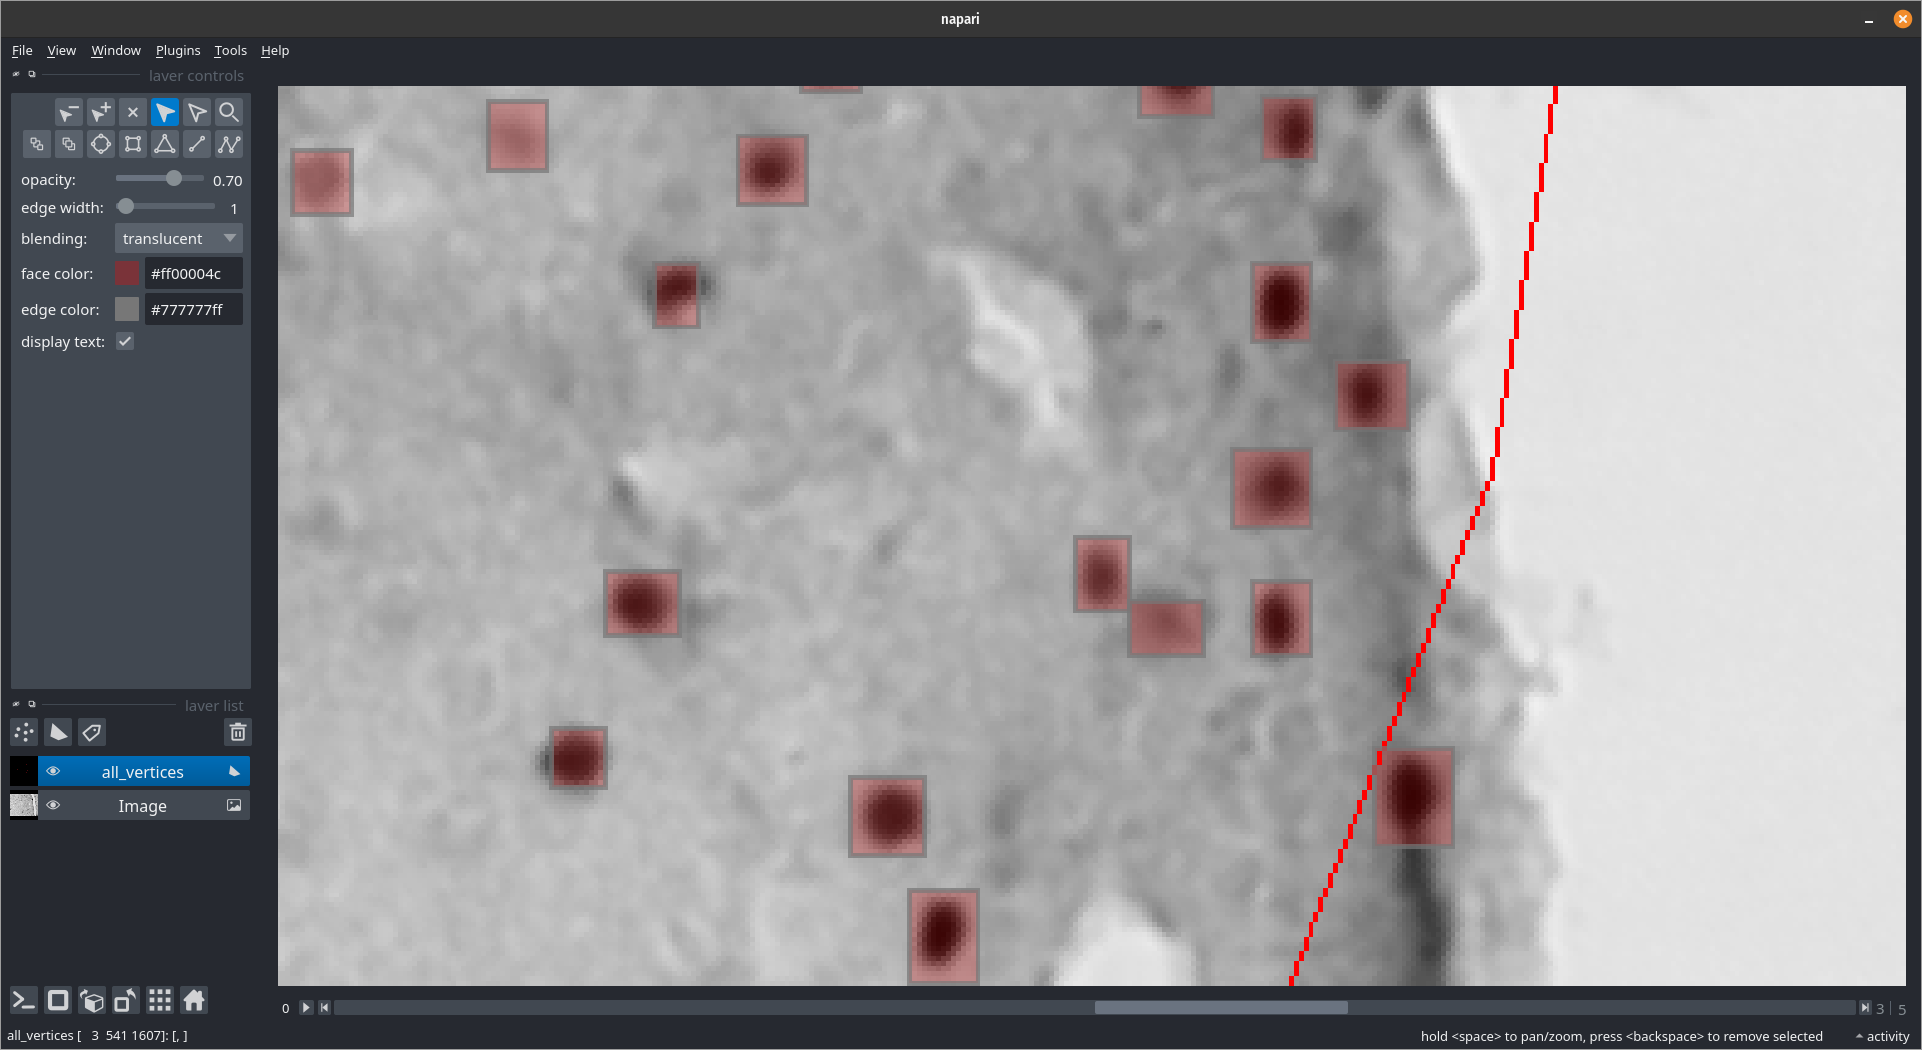 napari
File View Window Plugins Tools Help
layer controls
opacity: 0.70
edge width: 1
blending: translucent
face color: #ff00004c
edge color: #777777ff
display text:
layer list
all_vertices
Image
0 3 | 5
all_vertices [ 3 541 1607]: [, ]
hold <space> to pan/zoom, press <backspace> to remove selected
activity